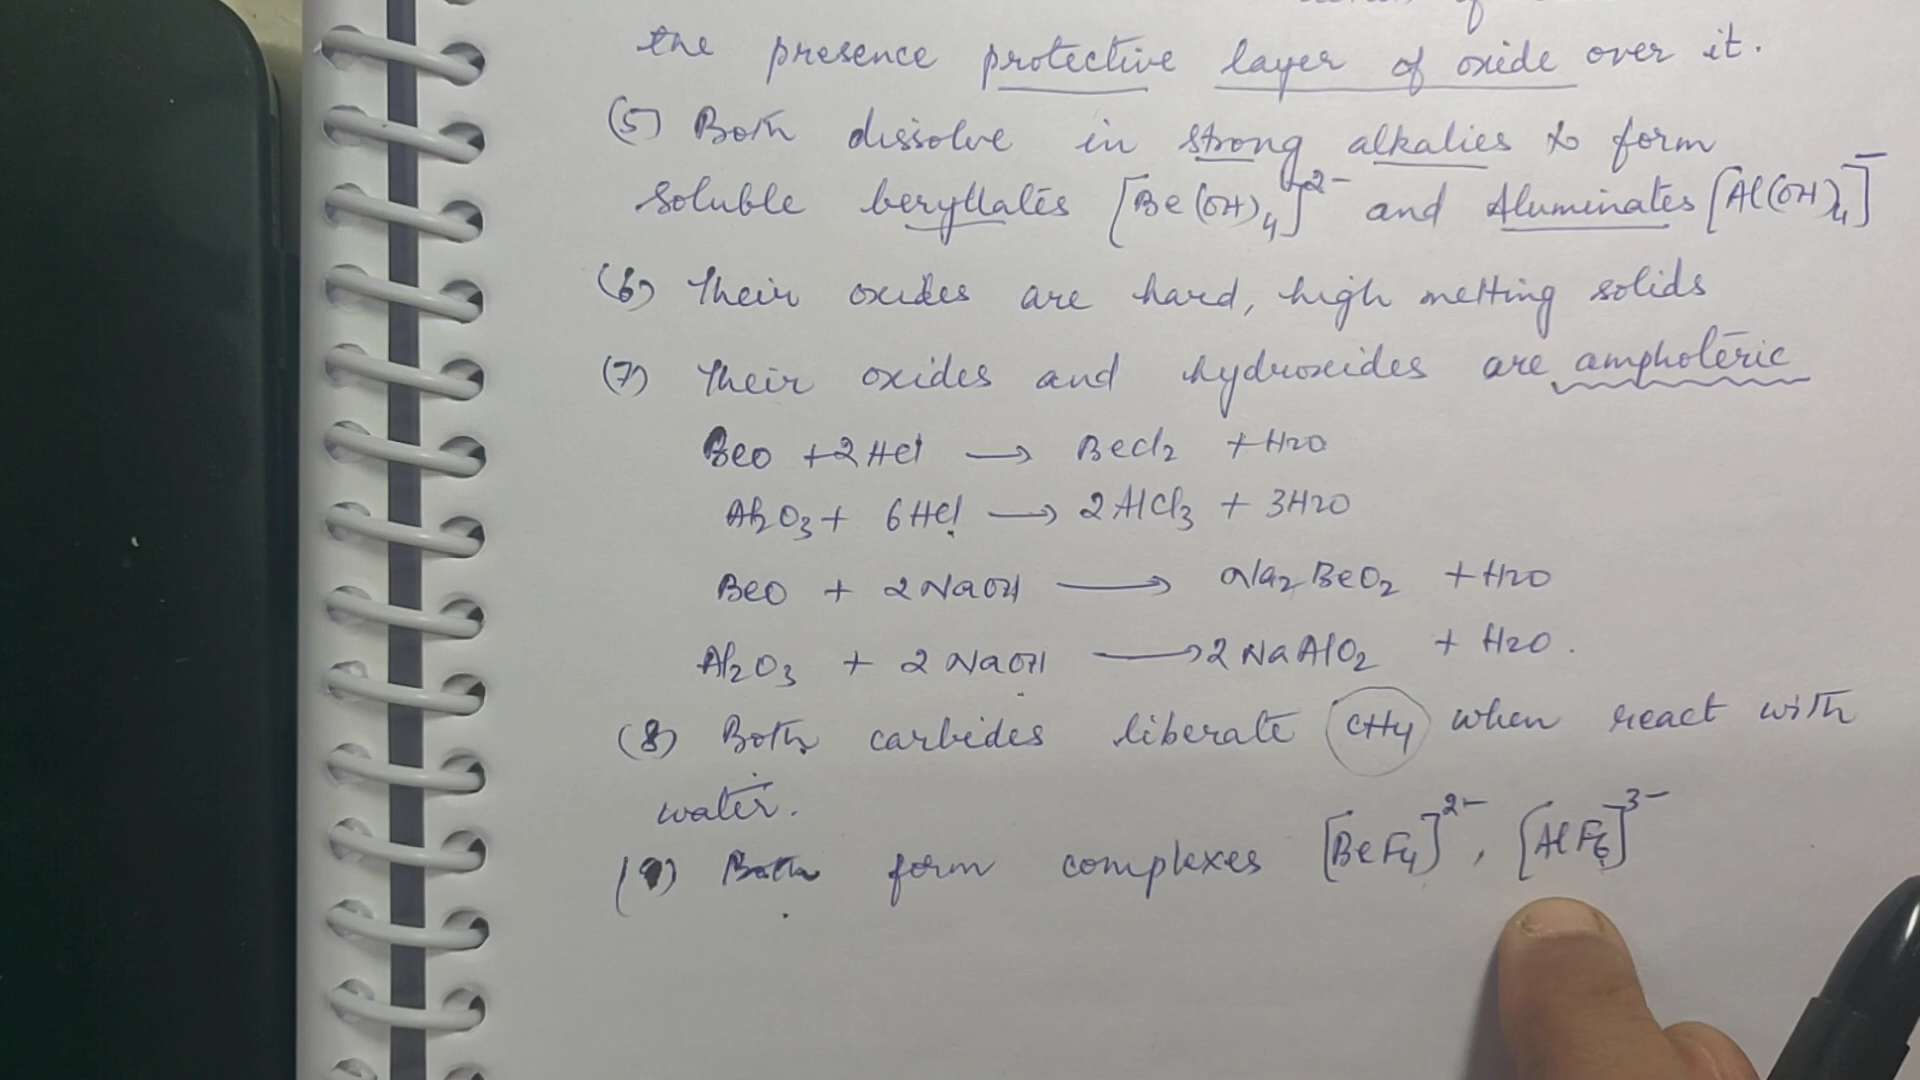 the presence protective layer of oxide over it.
(5) Both dissolve in strong alkalies to form
soluble beryllates [Be(OH)4]2- and Aluminates [Al(OH)4]-
(6) Their oxides are hard, high melting solids
(7) Their oxides and hydroxides are amphoteric
BeO + 2HCl → BeCl2 + H2O
Al2O3 + 6HCl → 2AlCl3 + 3H2O
BeO + 2NaOH → Na2BeO2 + H2O
Al2O3 + 2NaOH → 2NaAlO2 + H2O.
(8) Both carbides liberate CH4 when react with
water.
(9) Both form complexes [BeF4]2-, [AlF6]3-